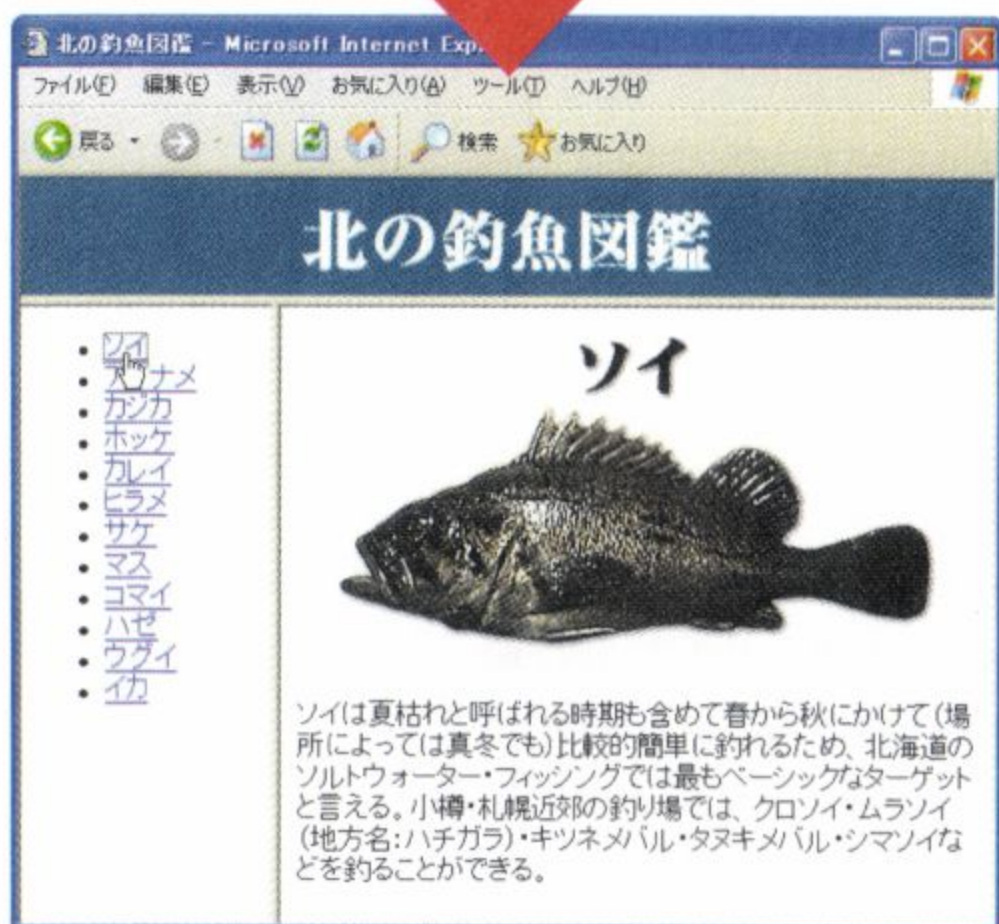 北の釣魚図鑑 - Microsoft Internet Exp
ファイル(F) 編集(E) 表示(V) お気に入り(A) ツール(T) ヘルプ(H)
戻る 検索 お気に入り
北の釣魚図鑑
ソイ
ナメ
カジカ
ホッケ
カレイ
ヒラメ
サケ
マス
コマイ
ハゼ
ウグイ
イカ
ソイ
ソイは夏枯れと呼ばれる時期も含めて春から秋にかけて(場
所によっては真冬でも)比較的簡単に釣れるため、北海道の
ソルトウォーター・フィッシングでは最もベーシックなターゲット
と言える。小樽・札幌近郊の釣り場では、クロソイ・ムラソイ
(地方名:ハチガラ)・キツネメバル・タヌキメバル・シマソイな
どを釣ることができる。